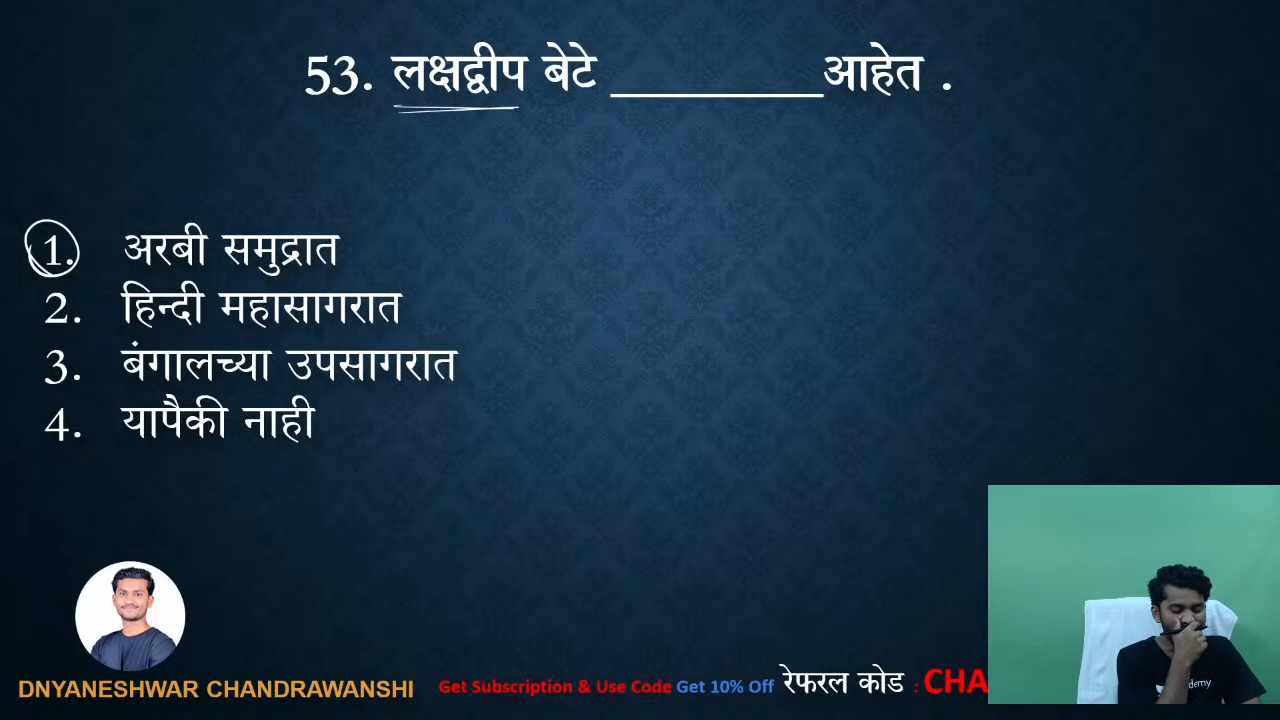 53. लक्षद्वीप बेटे ________ आहेत .
1. अरबी समुद्रात
2. हिन्दी महासागरात
3. बंगालच्या उपसागरात
4. यापैकी नाही
DNYANESHWAR CHANDRAWANSHI
Get Subscription & Use Code Get 10% Off रेफरल कोड : CHA
demy